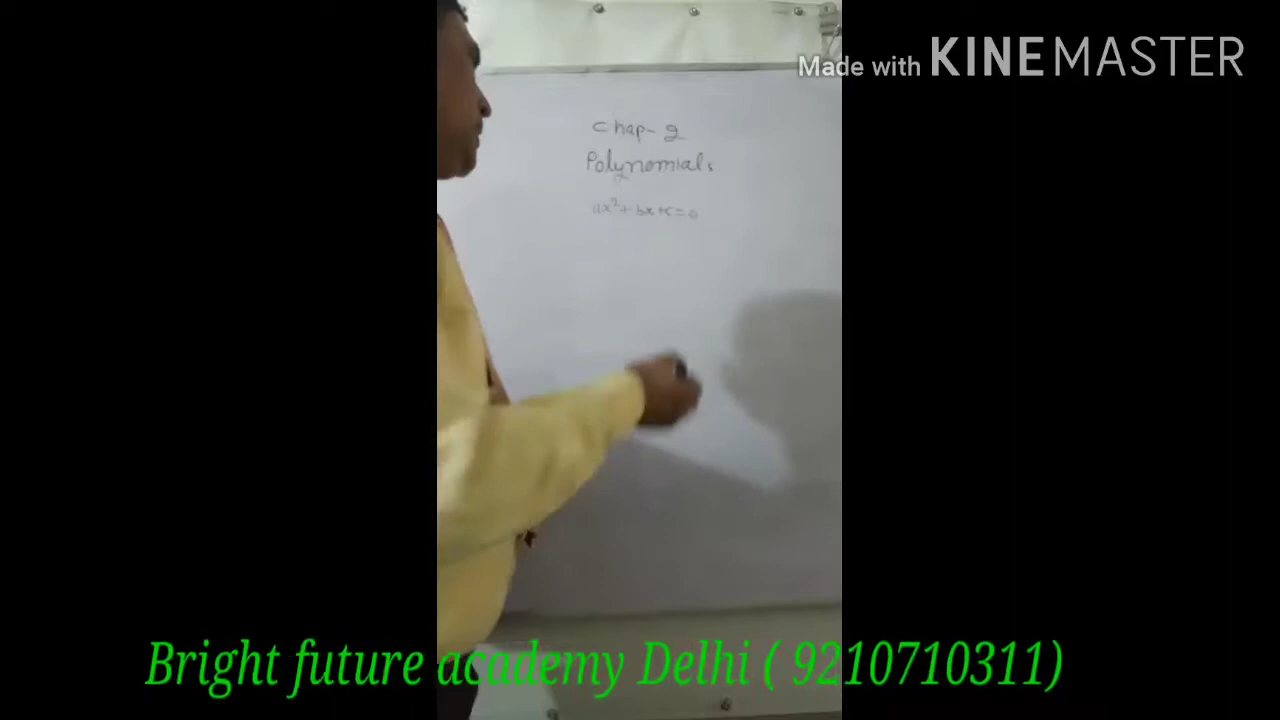 Made with KINEMASTER
Chap-2
Polynomials
ax²+bx+c=0
Bright future academy Delhi ( 9210710311)